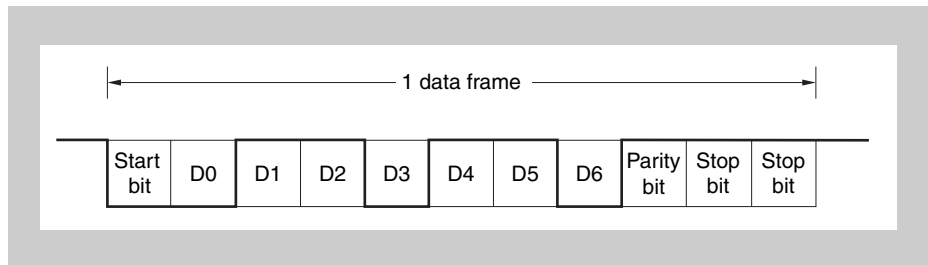 1 data frame
Start bit
D0
D1
D2
D3
D4
D5
D6
Parity bit
Stop bit
Stop bit